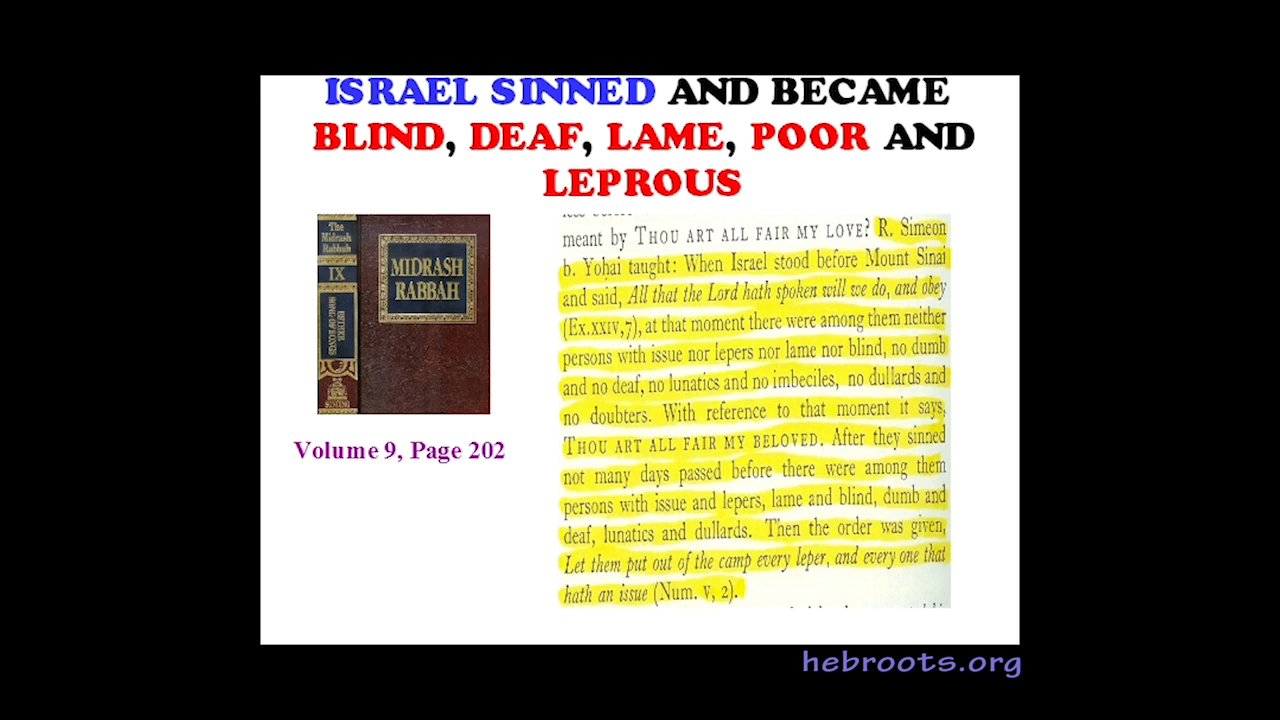 ISRAEL SINNED AND BECAME
BLIND, DEAF, LAME, POOR AND
LEPROUS
The
Midrash
Rabbah
IX
ESTHER
SONG OF SONGS
SONCINO
MIDRASH
RABBAH
Volume 9, Page 202
meant by THOU ART ALL FAIR MY LOVE? R. Simeon
b. Yohai taught: When Israel stood before Mount Sinai
and said, All that the Lord hath spoken will we do, and obey
(Ex.xxiv,7), at that moment there were among them neither
persons with issue nor lepers nor lame nor blind, no dumb
and no deaf, no lunatics and no imbeciles, no dullards and
no doubters. With reference to that moment it says,
THOU ART ALL FAIR MY BELOVED. After they sinned
not many days passed before there were among them
persons with issue and lepers, lame and blind, dumb and
deaf, lunatics and dullards. Then the order was given,
Let them put out of the camp every leper, and every one that
hath an issue (Num. v, 2).
hebroots.org